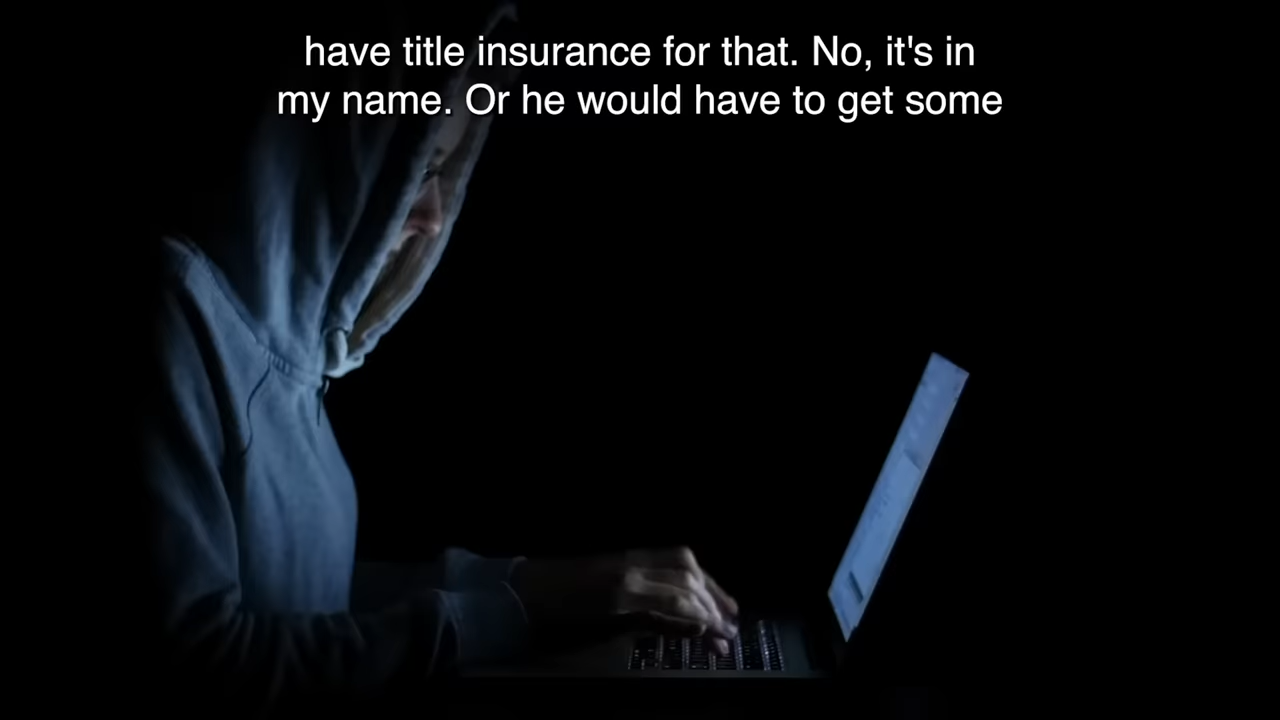 have title insurance for that. No, it's in
my name. Or he would have to get some